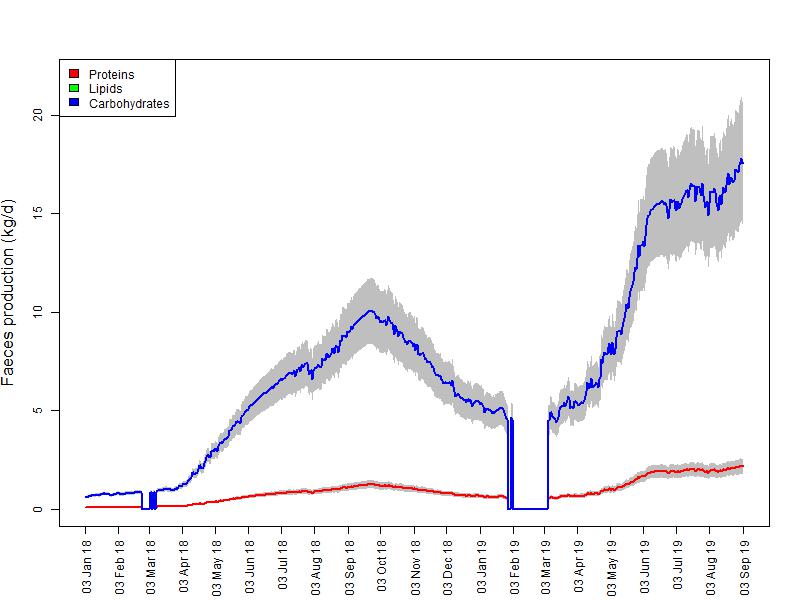 Proteins
Lipids
Carbohydrates
Faeces production (kg/d)
20
15
10
5
0
03 Jan 18
03 Feb 18
03 Mar 18
03 Apr 18
03 May 18
03 Jun 18
03 Jul 18
03 Aug 18
03 Sep 18
03 Oct 18
03 Nov 18
03 Dec 18
03 Jan 19
03 Feb 19
03 Mar 19
03 Apr 19
03 May 19
03 Jun 19
03 Jul 19
03 Aug 19
03 Sep 19